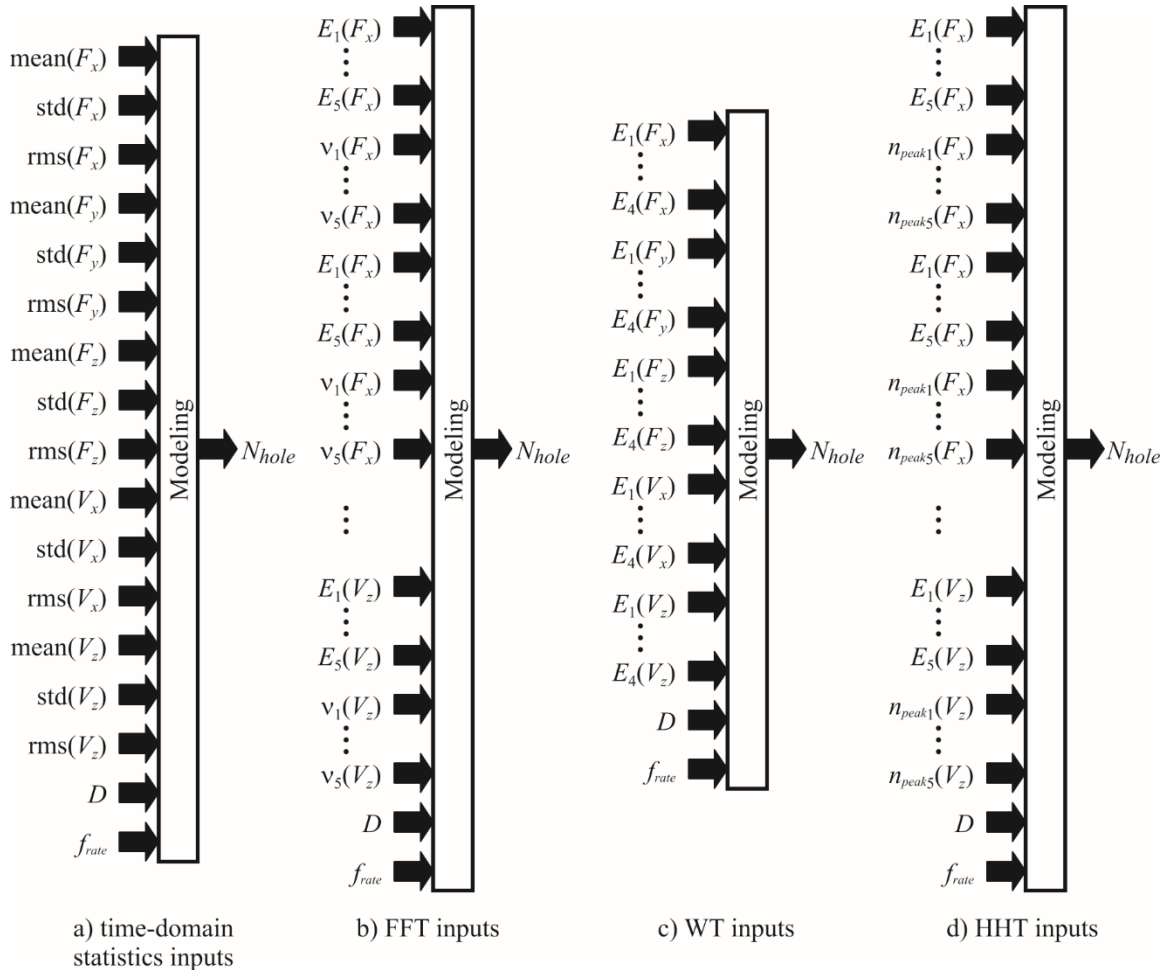 mean(Fx)
std(Fx)
rms(Fx)
mean(Fy)
std(Fy)
rms(Fy)
mean(Fz)
std(Fz)
rms(Fz)
mean(Vx)
std(Vx)
rms(Vx)
mean(Vz)
std(Vz)
rms(Vz)
D
frate
Modeling
Nhole
a) time-domain
statistics inputs
E1(Fx)
E5(Fx)
ν1(Fx)
ν5(Fx)
E1(Fx)
E5(Fx)
ν1(Fx)
ν5(Fx)
E1(Vz)
E5(Vz)
ν1(Vz)
ν5(Vz)
D
frate
Modeling
Nhole
b) FFT inputs
E1(Fx)
E4(Fx)
E1(Fy)
E4(Fy)
E1(Fz)
E4(Fz)
E1(Vx)
E4(Vx)
E1(Vz)
E4(Vz)
D
frate
Modeling
Nhole
c) WT inputs
E1(Fx)
E5(Fx)
npeak1(Fx)
npeak5(Fx)
E1(Fx)
E5(Fx)
npeak1(Fx)
npeak5(Fx)
E1(Vz)
E5(Vz)
npeak1(Vz)
npeak5(Vz)
D
frate
Modeling
Nhole
d) HHT inputs